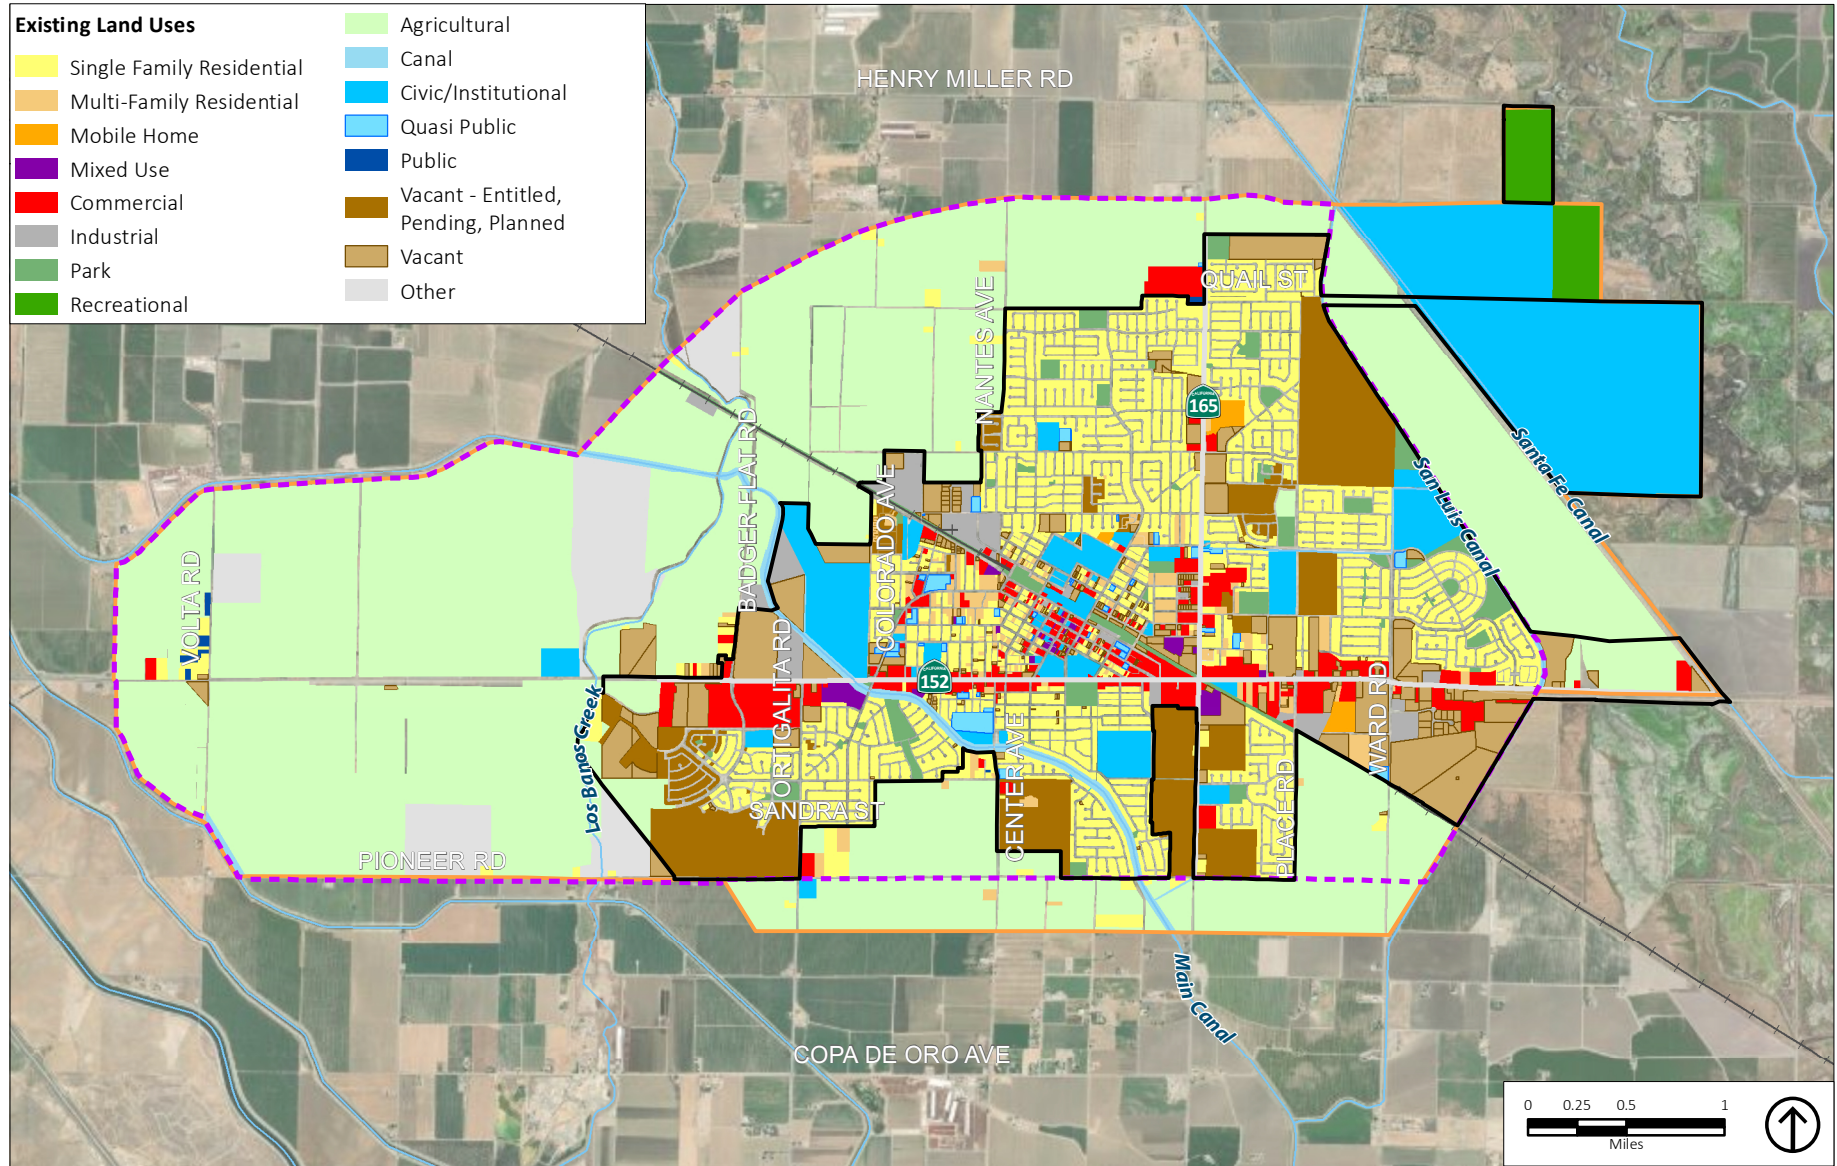 Existing Land Uses
Single Family Residential
Multi-Family Residential
Mobile Home
Mixed Use
Commercial
Industrial
Park
Recreational
Agricultural
Canal
Civic/Institutional
Quasi Public
Public
Vacant - Entitled,
Pending, Planned
Vacant
Other
HENRY MILLER RD
QUAIL ST
NANTES AVE
CALIFORNIA
165
BADGER FLAT RD
COLORADO AVE
Santa Fe Canal
San Luis Canal
VOLTA RD
ORTIGALITA RD
CALIFORNIA
152
WARD RD
Los Banos Creek
CENTER AVE
PLACE RD
SANDRA ST
PIONEER RD
Main Canal
COPA DE ORO AVE
0 0.25 0.5 1
Miles